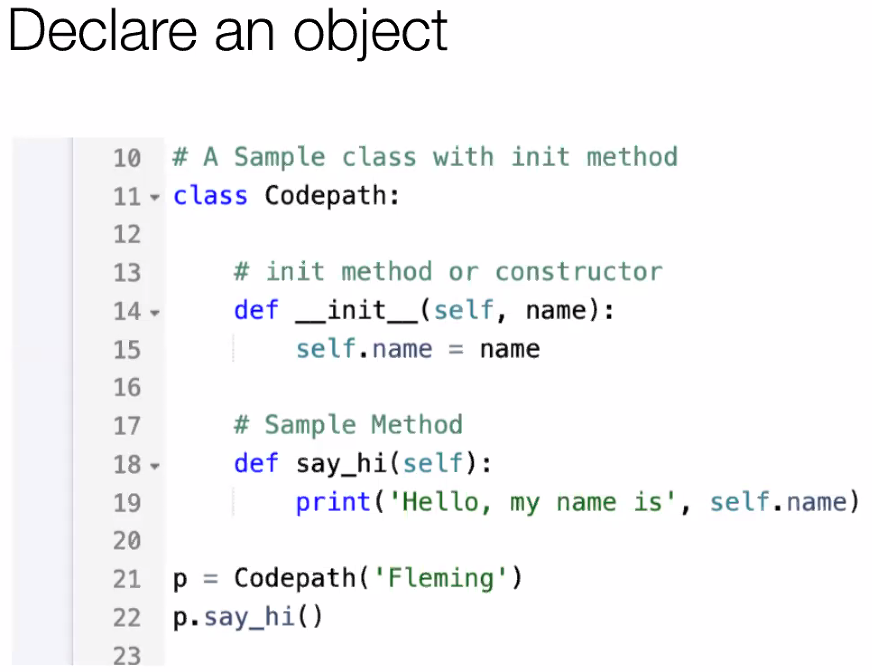 Declare an object
10 # A Sample class with init method
11 class Codepath:
12
13     # init method or constructor
14     def __init__(self, name):
15         self.name = name
16
17     # Sample Method
18     def say_hi(self):
19         print('Hello, my name is', self.name)
20
21 p = Codepath('Fleming')
22 p.say_hi()
23